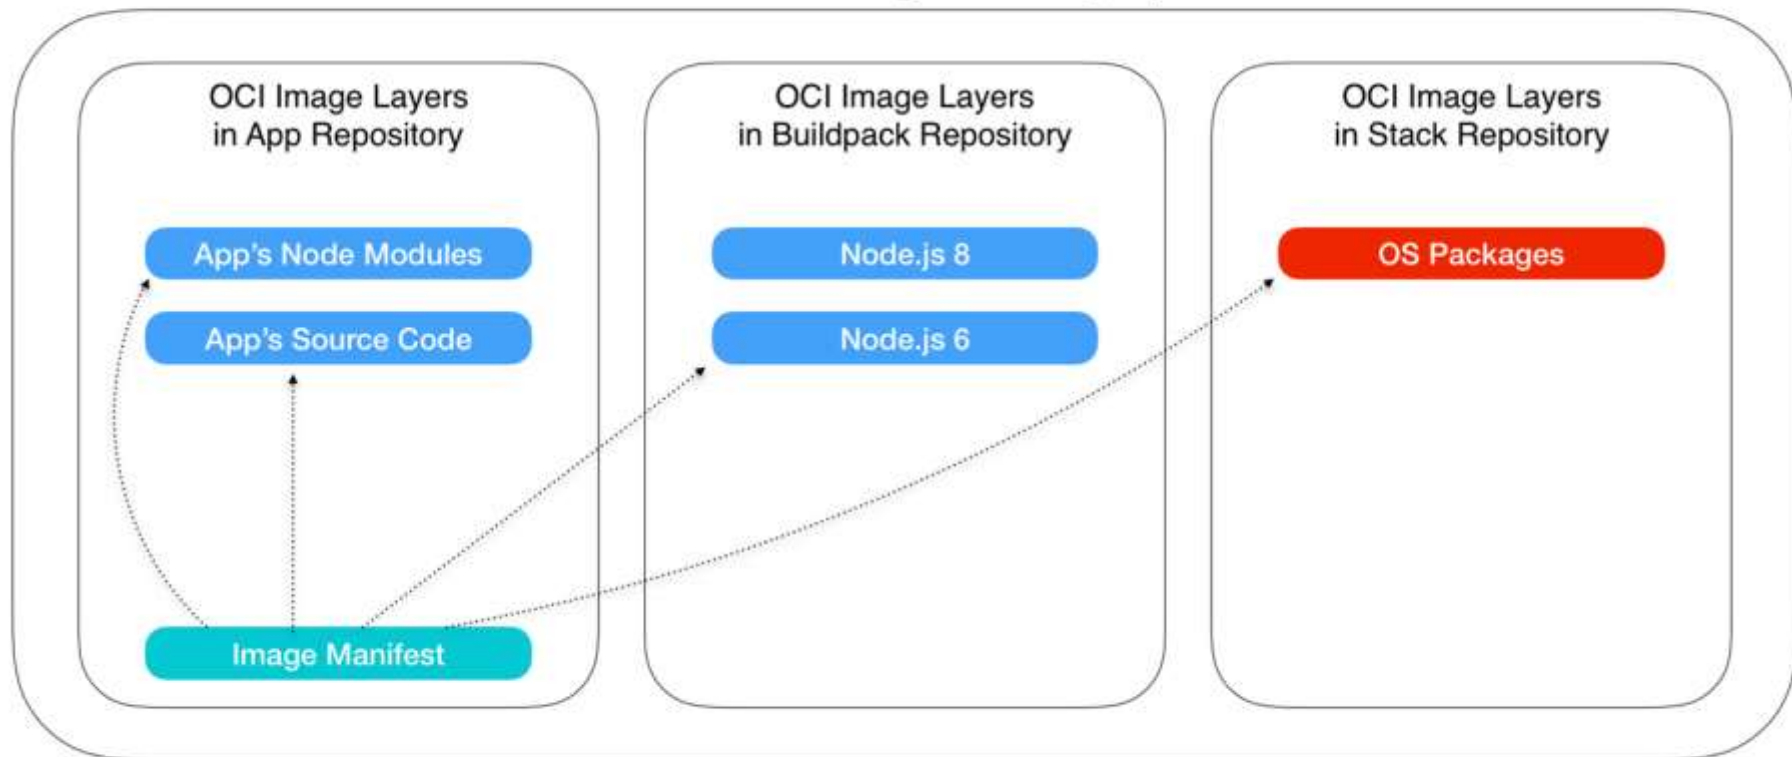 OCI Image Layers
in App Repository
App's Node Modules
App's Source Code
Image Manifest
OCI Image Layers
in Buildpack Repository
Node.js 8
Node.js 6
OCI Image Layers
in Stack Repository
OS Packages